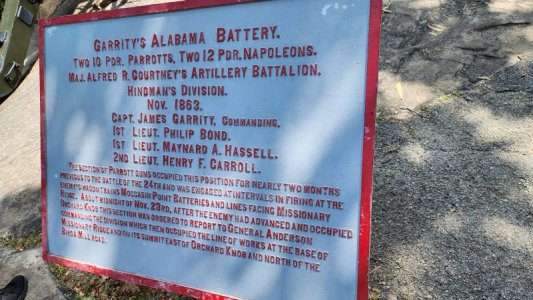 GARRITY'S ALABAMA BATTERY.
TWO 10 PDR. PARROTTS, TWO 12 PDR. NAPOLEONS.
MAJ. ALFRED R. COURTNEY'S ARTILLERY BATTALION,
HINDMAN'S DIVISION.
NOV. 1863.
CAPT. JAMES GARRITY, COMMANDING.
1ST LIEUT. PHILIP BOND.
1ST LIEUT. MAYNARD A. HASSELL.
2ND LIEUT. HENRY F. CARROLL.
THE SECTION OF PARROTT GUNS OCCUPIED THIS POSITION FOR NEARLY TWO MONTHS
PREVIOUS TO THE BATTLE OF THE 24TH AND WAS ENGAGED AT INTERVALS IN FIRING AT THE
ENEMY'S WAGON TRAINS MOCCASIN POINT BATTERIES AND LINES FACING MISSIONARY
RIDGE. ABOUT MIDNIGHT OF NOV. 23RD, AFTER THE ENEMY HAD ADVANCED AND OCCUPIED
ORCHARD KNOB THIS SECTION WAS ORDERED TO REPORT TO GENERAL ANDERSON
COMMANDING THE DIVISION WHICH THEN OCCUPIED THE LINE OF WORKS AT THE BASE OF
MISSIONARY RIDGE AND ON ITS SUMMIT EAST OF ORCHARD KNOB AND NORTH OF THE
BIRDS MILL ROAD.